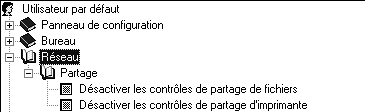 Utilisateur par défaut
Panneau de configuration
Bureau
Réseau
Partage
Désactiver les contrôles de partage de fichiers
Désactiver les contrôles de partage d'imprimante